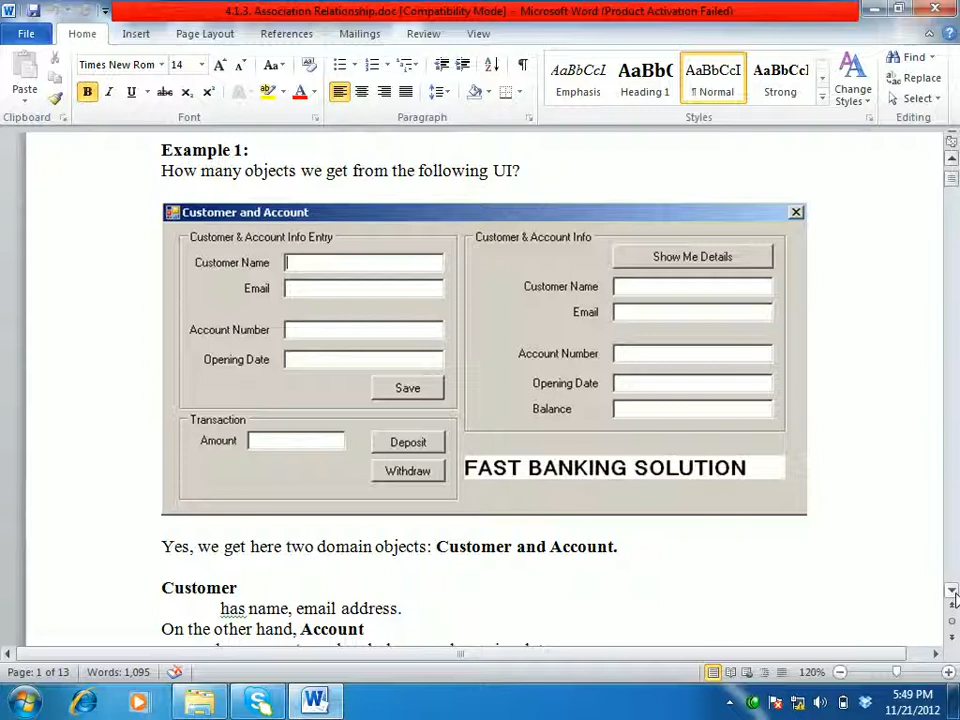 4.1.3. Association Relationship.doc [Compatibility Mode] - Microsoft Word (Product Activation Failed)
File Home Insert Page Layout References Mailings Review View
Times New Rom 14 Aa
AaBbCcI AaBbC AaBbCcI AaBbCcl
Find
Replace
Select
Paste
B I U abc x₂ x² A ab A
Emphasis Heading 1 ¶ Normal Strong
Change Styles
Clipboard Font Paragraph Styles Editing
Example 1:
How many objects we get from the following UI?
Customer and Account
Customer & Account Info Entry
Customer Name
Email
Account Number
Opening Date
Save
Transaction
Amount
Deposit
Withdraw
Customer & Account Info
Show Me Details
Customer Name
Email
Account Number
Opening Date
Balance
FAST BANKING SOLUTION
Yes, we get here two domain objects: Customer and Account.
Customer
has name, email address.
On the other hand, Account
Page: 1 of 13 Words: 1,095 120%
5:49 PM
11/21/2012